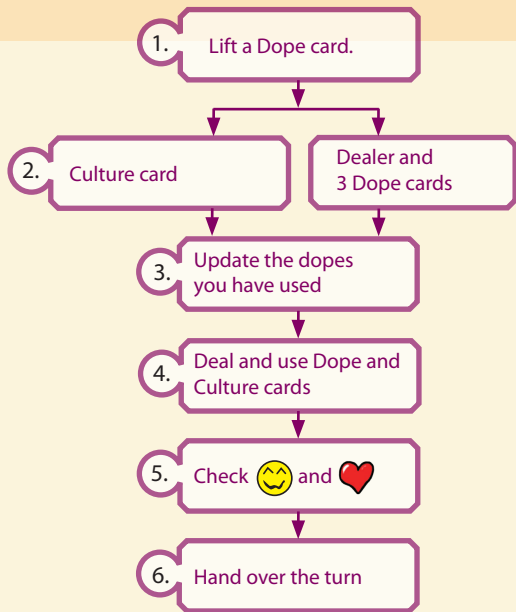 1.
Lift a Dope card.
2.
Culture card
Dealer and
3 Dope cards
3.
Update the dopes
you have used
4.
Deal and use Dope and
Culture cards
5.
Check and
6.
Hand over the turn